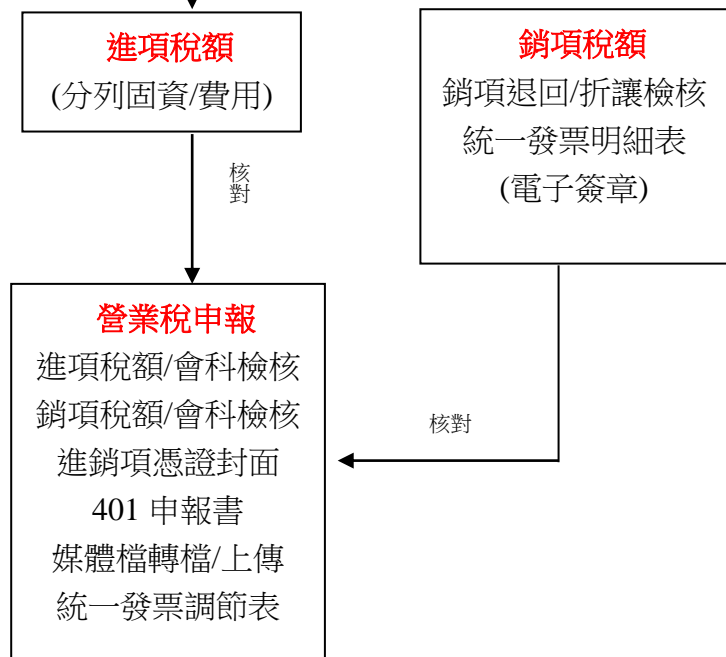 進項稅額
(分列固資/費用)
核對
銷項稅額
銷項退回/折讓檢核
統一發票明細表
(電子簽章)
營業稅申報
進項稅額/會科檢核
銷項稅額/會科檢核
進銷項憑證封面
401 申報書
媒體檔轉檔/上傳
統一發票調節表
核對